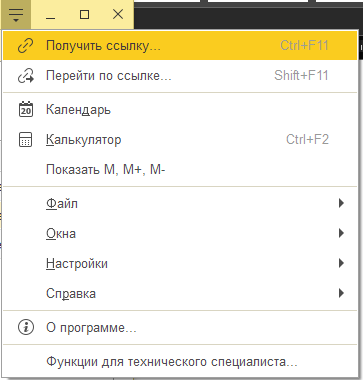 Получить ссылку... Ctrl+F11
Перейти по ссылке... Shift+F11
20 Календарь
Калькулятор Ctrl+F2
Показать M, M+, M-
Файл
Окна
Настройки
Справка
О программе...
Функции для технического специалиста...